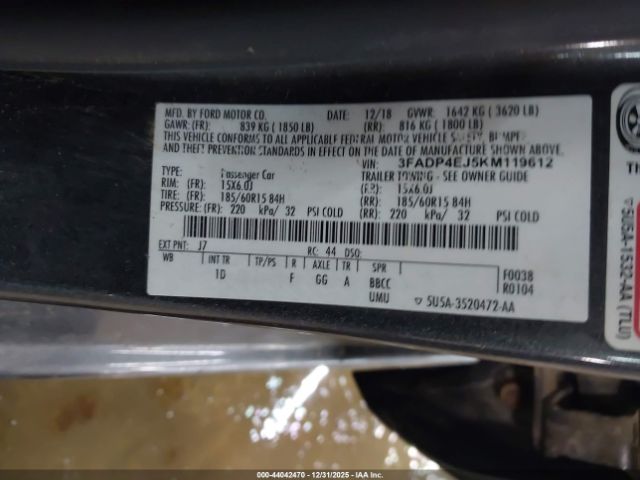 MFD. BY FORD MOTOR CO. DATE: 12/18 GVWR: 1642 KG ( 3620 LB)
GAWR: (FR): 839 KG ( 1850 LB) (RR): 816 KG ( 1800 LB)
THIS VEHICLE CONFORMS TO ALL APPLICABLE FEDERAL MOTOR VEHICLE SAFETY, BUMPER
PREVENTION STANDARDS IN EFFECT ON THE DATE OF MANUFACTURE SHOWN ABOVE.
VIN: 3FADP4EJ5KM119612
TYPE: Passenger Car TRAILER TOWING - SEE OWNER GUIDE
RIM: (FR): 15X6.0J 15X6.0J
TIRE: (FR): 185/60R15 84H (RR): 185/60R15 84H
PRESSURE: (FR) 220 kPa/ 32 PSI COLD (RR): 220 kPa/ 32 PSI COLD
EXT PNT: J7 RC: 44 DSO:
WB INT TR TP/PS R AXLE TR SPR
1D F GG A BBCC
UMU
F0038
R0104
▽ 5U5A-3520472-AA
▽ 5U5A-1532-AA (7LU)
000-44042470 - 12/31/2025 - IAA Inc.